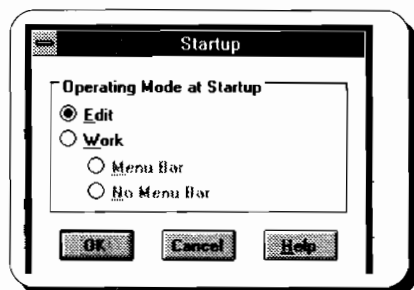 Startup
Operating Mode at Startup
Edit
Work
Menu Bar
No Menu Bar
OK Cancel Help